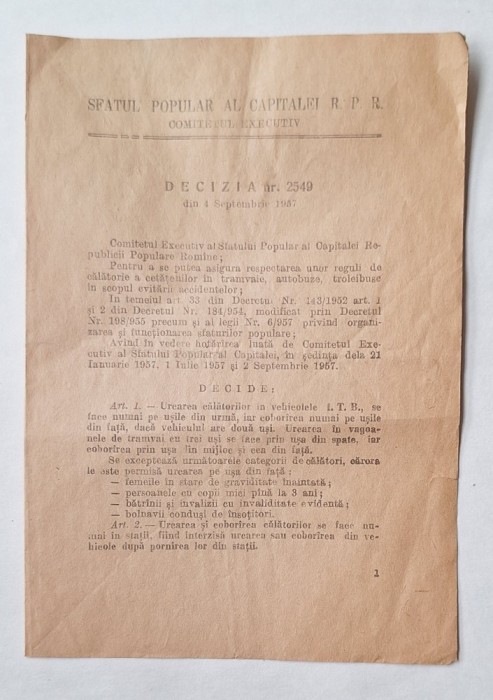 SFATUL POPULAR AL CAPITALEI R. P. R.
COMITETUL EXECUTIV
DECIZIA nr. 2549
din 4 Septembrie 1957
Comitetul Executiv al Sfatului Popular al Capitalei Re-
publicii Populare Romîne;
Pentru a se putea asigura respectarea unor reguli de
călătorie a cetățenilor în tramvaie, autobuze, troleibuse
în scopul evitării accidentelor;
In temeiul art 33 din Decretul Nr. 143/1952 art. 1
și 2 din Decretul Nr. 184/954, modificat prin Decretul
Nr. 198/955 precum și al legii Nr. 6/957 privind organi-
zarea și funcționarea sfaturilor populare;
Avînd în vedere hotărîrea luată de Comitetul Exe-
cutiv al Sfatului Popular al Capitalei, în ședința dela 21
Ianuarie 1957, 1 Iulie 1957 și 2 Septembrie 1957.
DECIDE:
Art. 1. — Urcarea călătorilor în vehicolele I. T. B., se
face numai pe ușile din urmă, iar coborîrea numai pe ușile
din față, dacă vehiculul are două uși. Urcarea în vagoa-
nele de tramvai cu trei uși se face prin ușa din spate, iar
coborîrea prin ușa din mijloc și cea din față.
Se exceptează următoarele categorii de călători, cărora
le este permisă urcarea pe ușa din față:
— femeile în stare de graviditate înaintată;
— persoanele cu copii mici pînă la 3 ani;
— bătrînii și invalizii cu invaliditate evidentă;
— bolnavii conduși de însoțitori.
Art. 2. — Urcarea și coborîrea călătorilor se face nu-
mai în stații, fiind interzisă urcarea sau coborîrea din ve-
hicole după pornirea lor din stații.
1